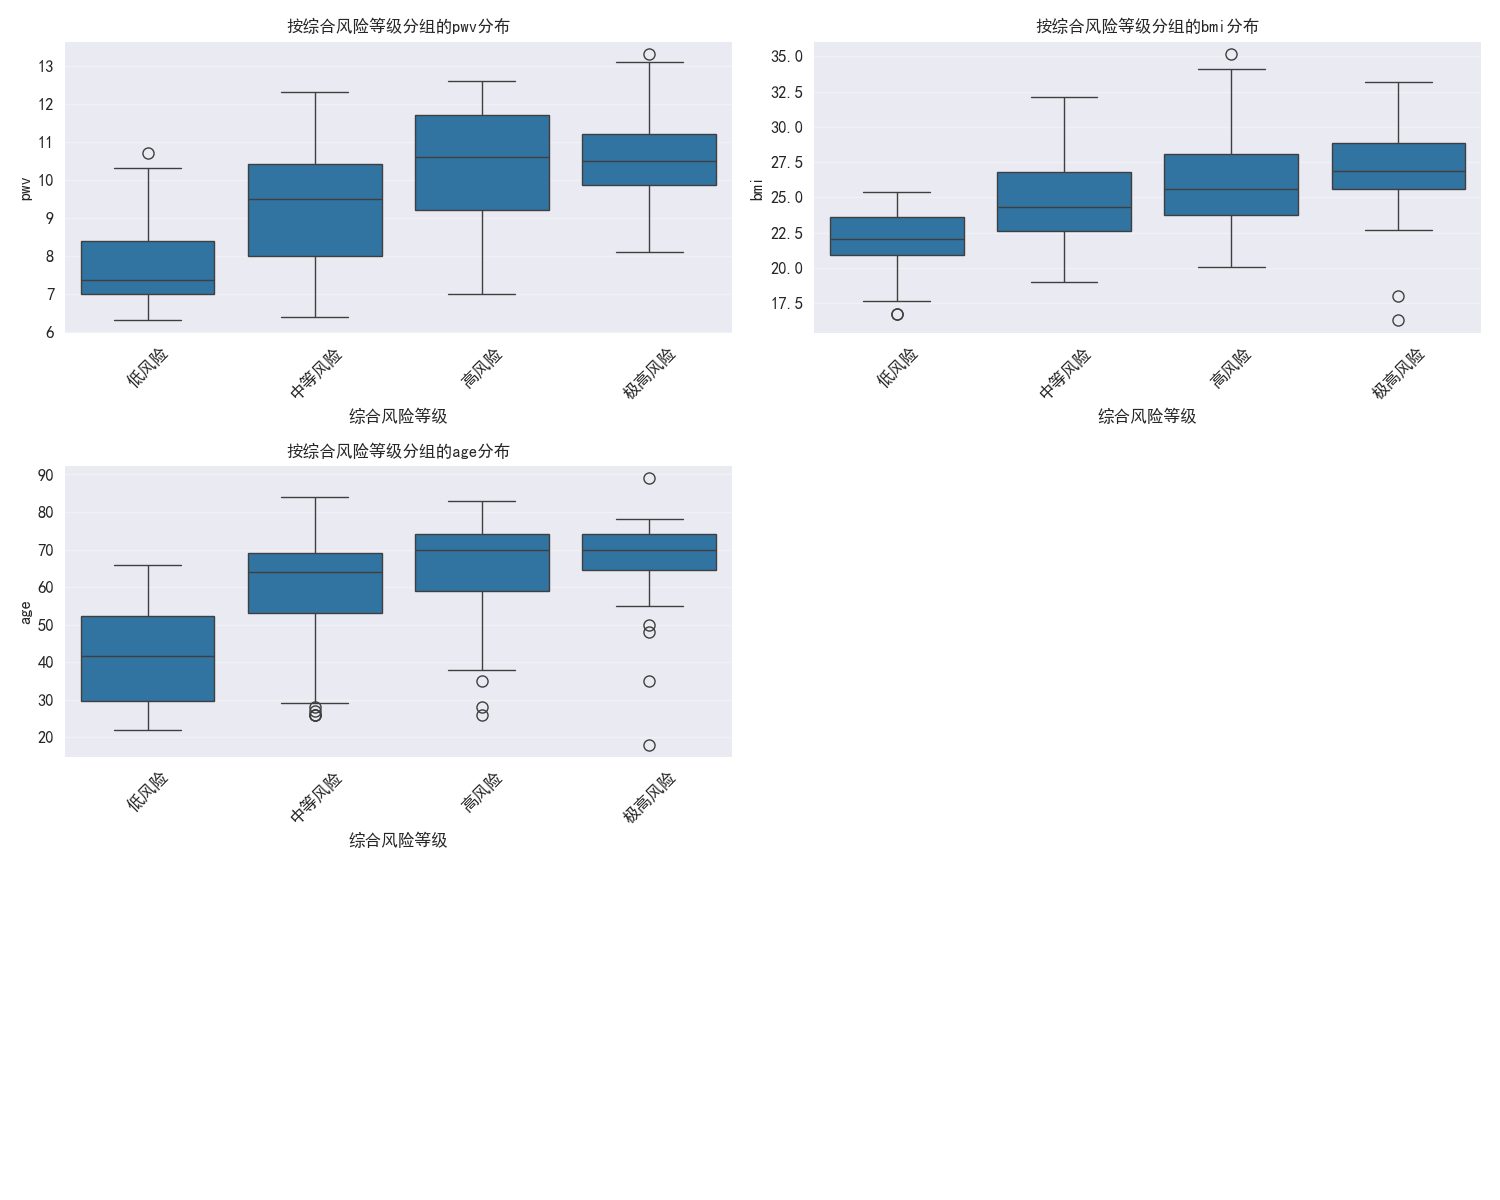 按综合风险等级分组的pwv分布
13
12
11
10
9
8
7
6
pwv
低风险
中等风险
高风险
极高风险
综合风险等级
按综合风险等级分组的bmi分布
35.0
32.5
30.0
27.5
25.0
22.5
20.0
17.5
bmi
低风险
中等风险
高风险
极高风险
综合风险等级
按综合风险等级分组的age分布
90
80
70
60
50
40
30
20
age
低风险
中等风险
高风险
极高风险
综合风险等级